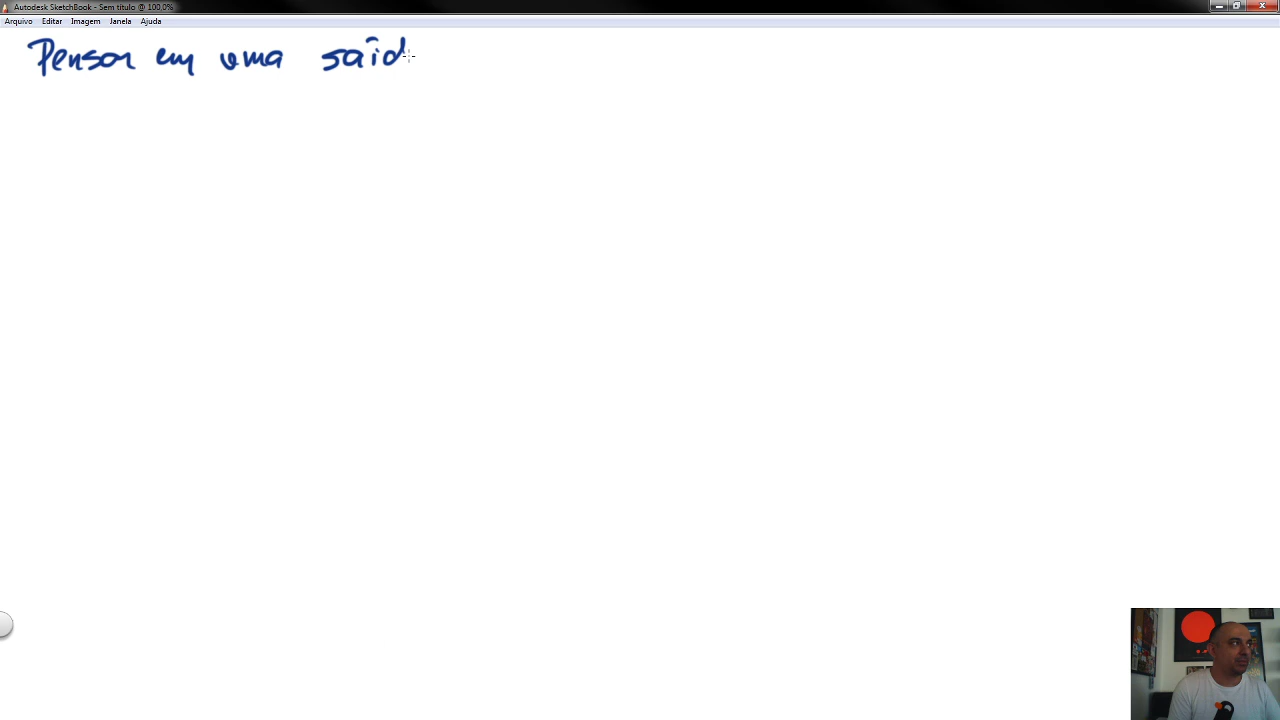 Autodesk SketchBook - Sem título @ 100,0%
Arquivo Editar Imagem Janela Ajuda
Pensar em uma saíd